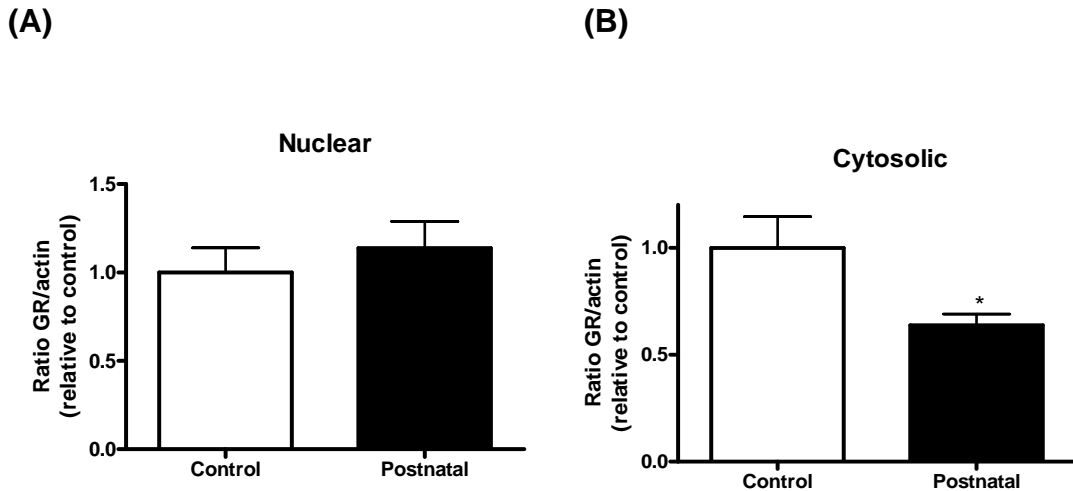 (A)
Nuclear
Ratio GR/actin
(relative to control)
1.5
1.0
0.5
0.0
Control
Postnatal
(B)
Cytosolic
Ratio GR/actin
(relative to control)
1.0
0.5
0.0
*
Control
Postnatal